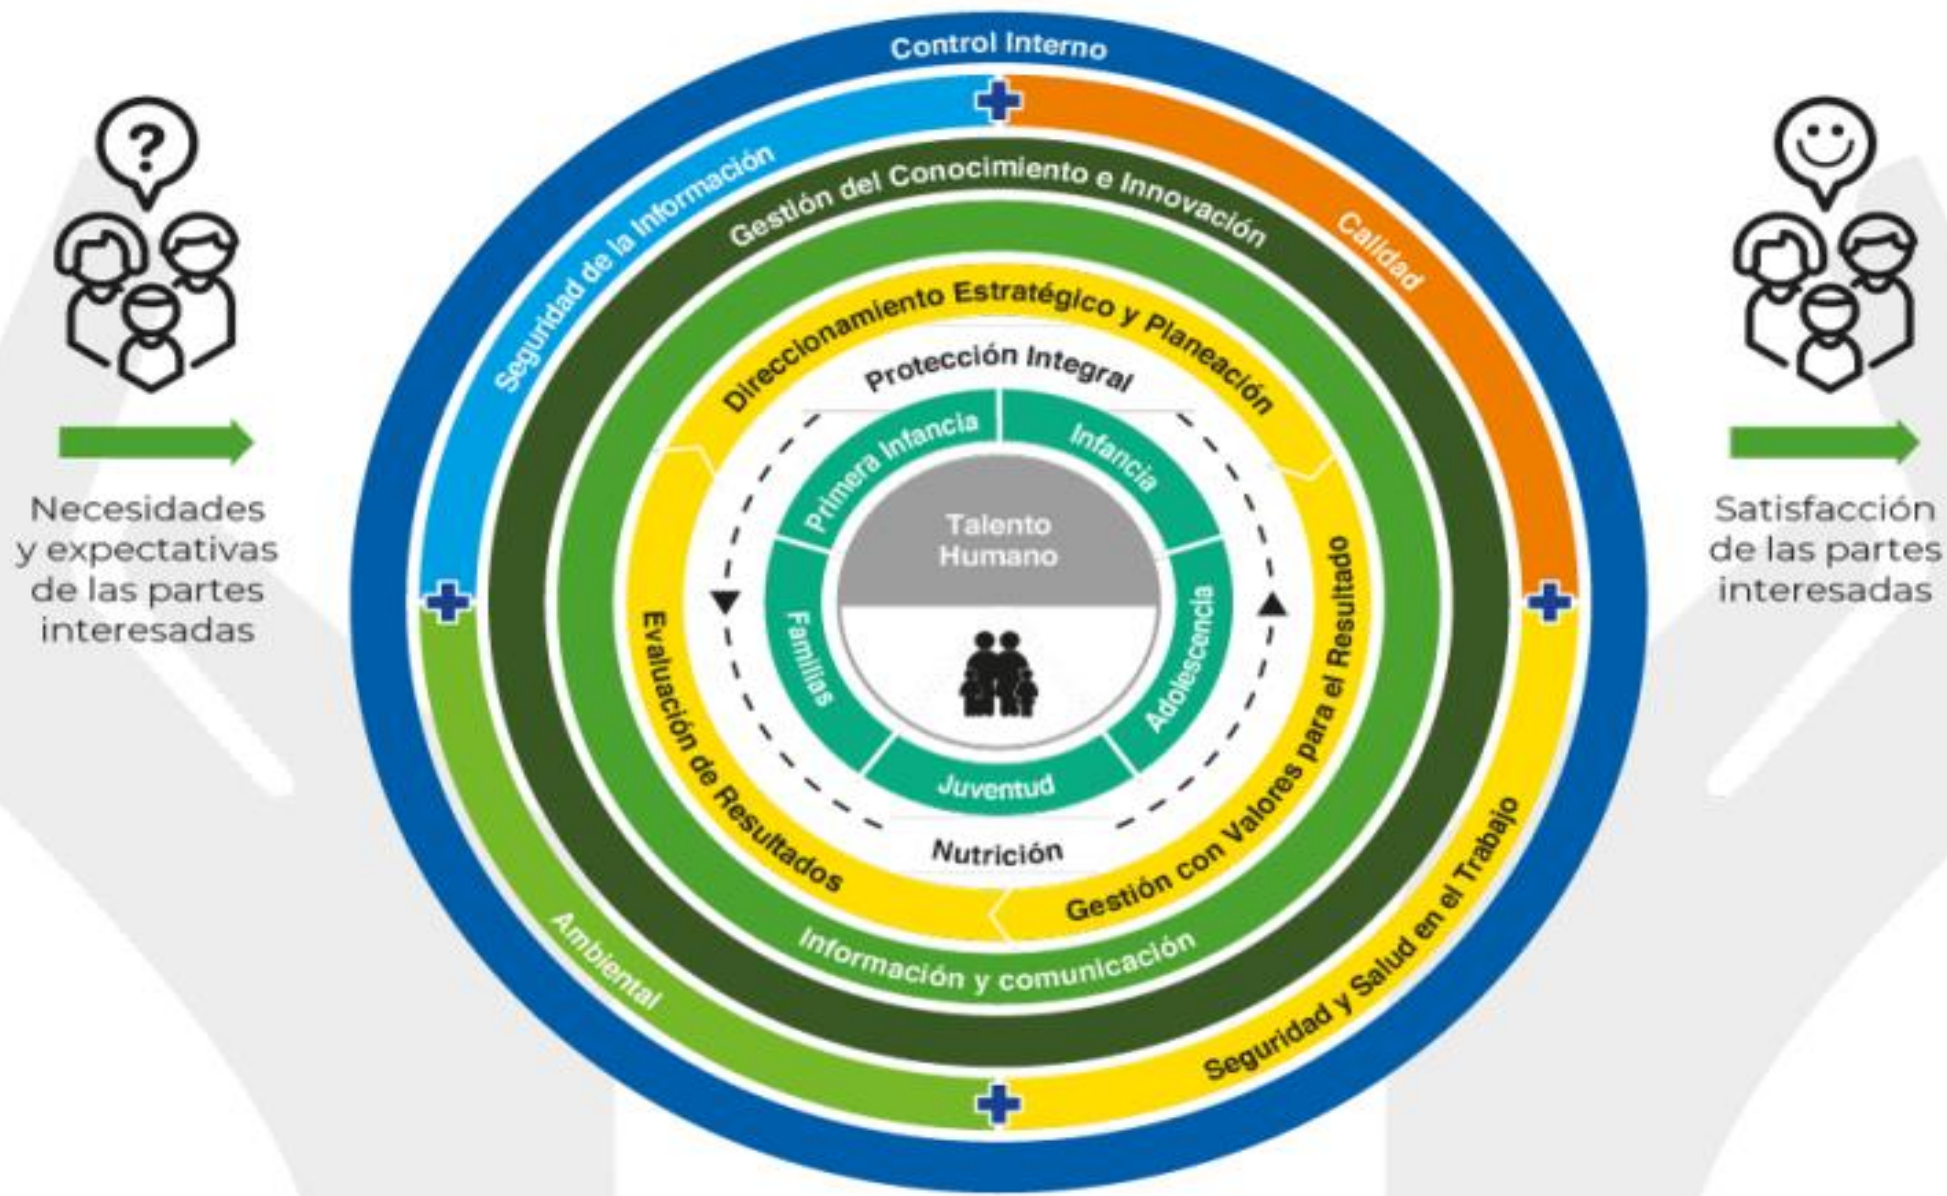 Control Interno
Seguridad de la Información
Calidad
Gestión del Conocimiento e Innovación
Direccionamiento Estratégico y Planeación
Protección Integral
Primera Infancia
Infancia
Talento
Humano
?
Necesidades
y expectativas
de las partes
interesadas
Satisfacción
de las partes
interesadas
Familias
Adolescencia
Juventud
Nutrición
Evaluación de Resultados
Gestión con Valores para el Resultado
Información y comunicación
Ambiental
Seguridad y Salud en el Trabajo